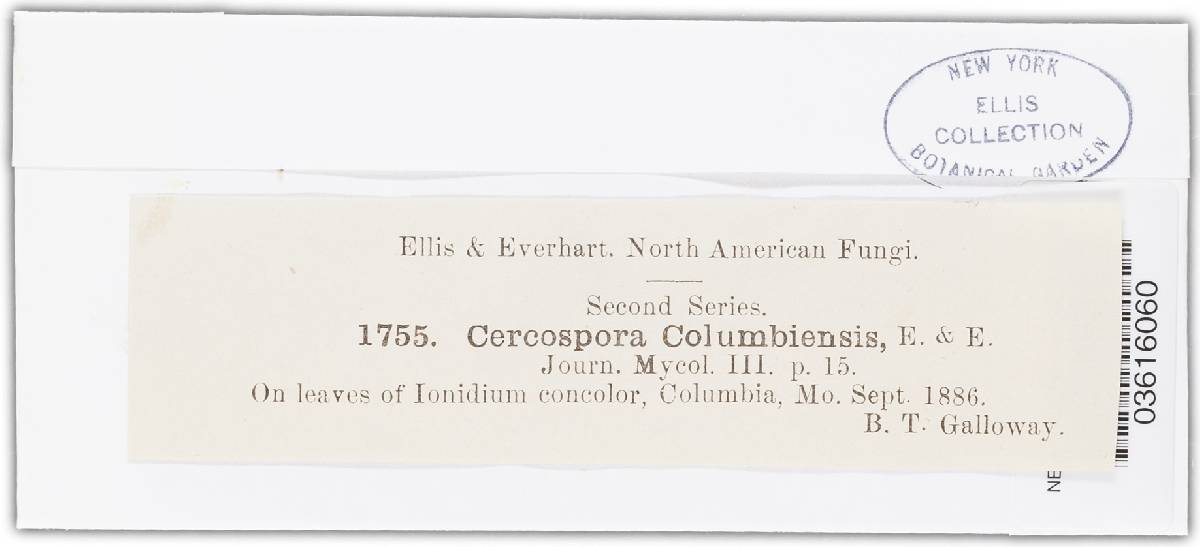 NEW YORK
ELLIS
COLLECTION
BOTANICAL GARDEN
Ellis & Everhart. North American Fungi.
Second Series.
1755. Cercospora Columbiensis, E. & E.
Journ. Mycol. III. p. 15.
On leaves of Ionidium concolor, Columbia, Mo. Sept. 1886.
B. T. Galloway.
03616060
NE